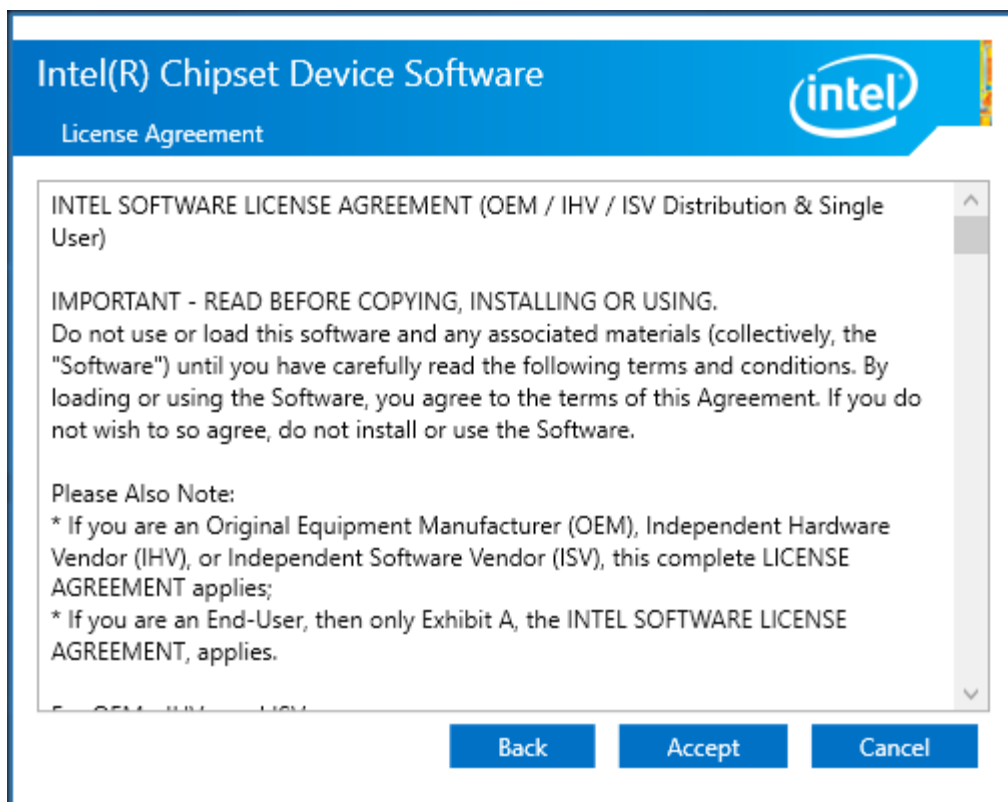 Intel(R) Chipset Device Software
intel
License Agreement
INTEL SOFTWARE LICENSE AGREEMENT (OEM / IHV / ISV Distribution & Single
User)
IMPORTANT - READ BEFORE COPYING, INSTALLING OR USING.
Do not use or load this software and any associated materials (collectively, the
"Software") until you have carefully read the following terms and conditions. By
loading or using the Software, you agree to the terms of this Agreement. If you do
not wish to so agree, do not install or use the Software.
Please Also Note:
* If you are an Original Equipment Manufacturer (OEM), Independent Hardware
Vendor (IHV), or Independent Software Vendor (ISV), this complete LICENSE
AGREEMENT applies;
* If you are an End-User, then only Exhibit A, the INTEL SOFTWARE LICENSE
AGREEMENT, applies.
Back
Accept
Cancel